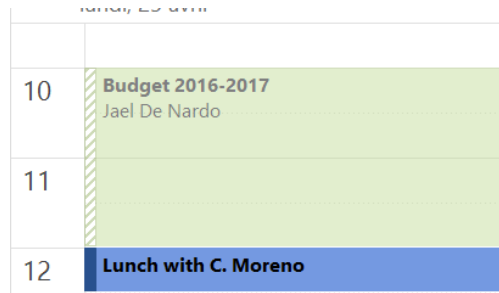 10
Budget 2016-2017
Jael De Nardo
11
12
Lunch with C. Moreno